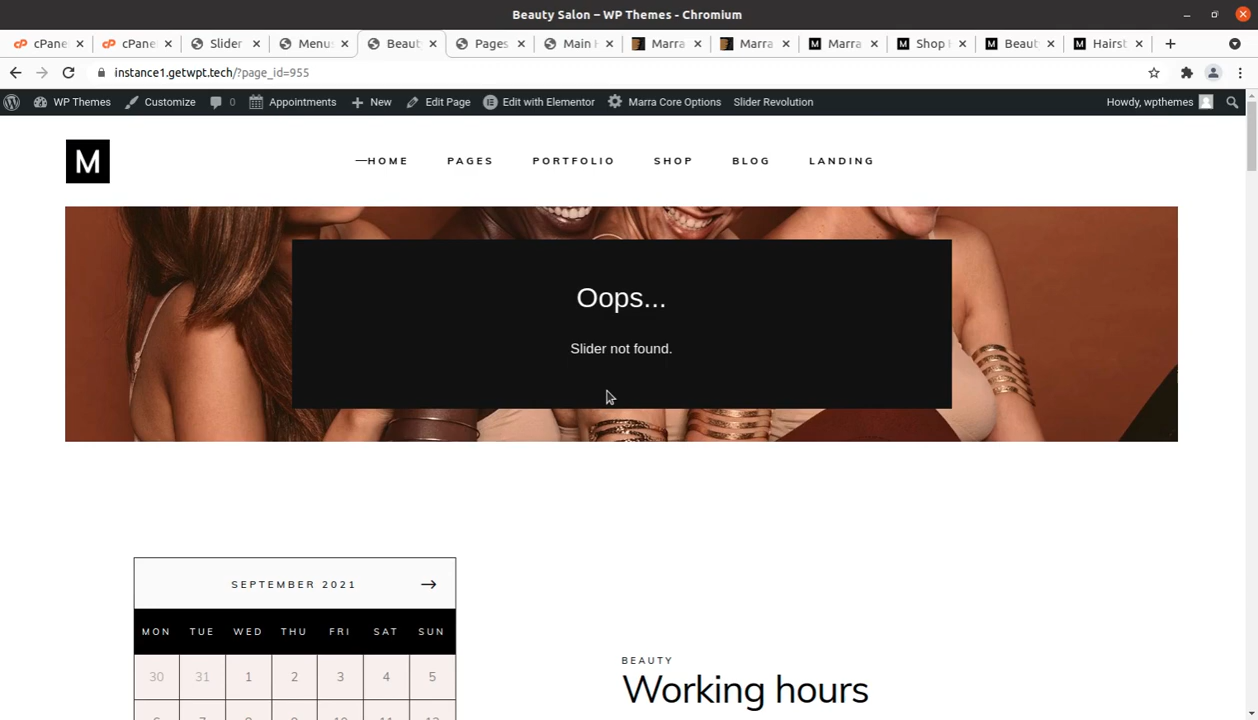 Beauty Salon – WP Themes - Chromium
cPane
cPane
Slider
Menus
Beaut
Pages
Main H
Marra
Marra
Marra
Shop H
Beaut
Hairst
instance1.getwpt.tech/?page_id=955
WP Themes Customize 0 Appointments New Edit Page Edit with Elementor Marra Core Options Slider Revolution Howdy, wpthemes
M
HOME PAGES PORTFOLIO SHOP BLOG LANDING
Oops...
Slider not found.
SEPTEMBER 2021
MON TUE WED THU FRI SAT SUN
30 31 1 2 3 4 5
BEAUTY
Working hours